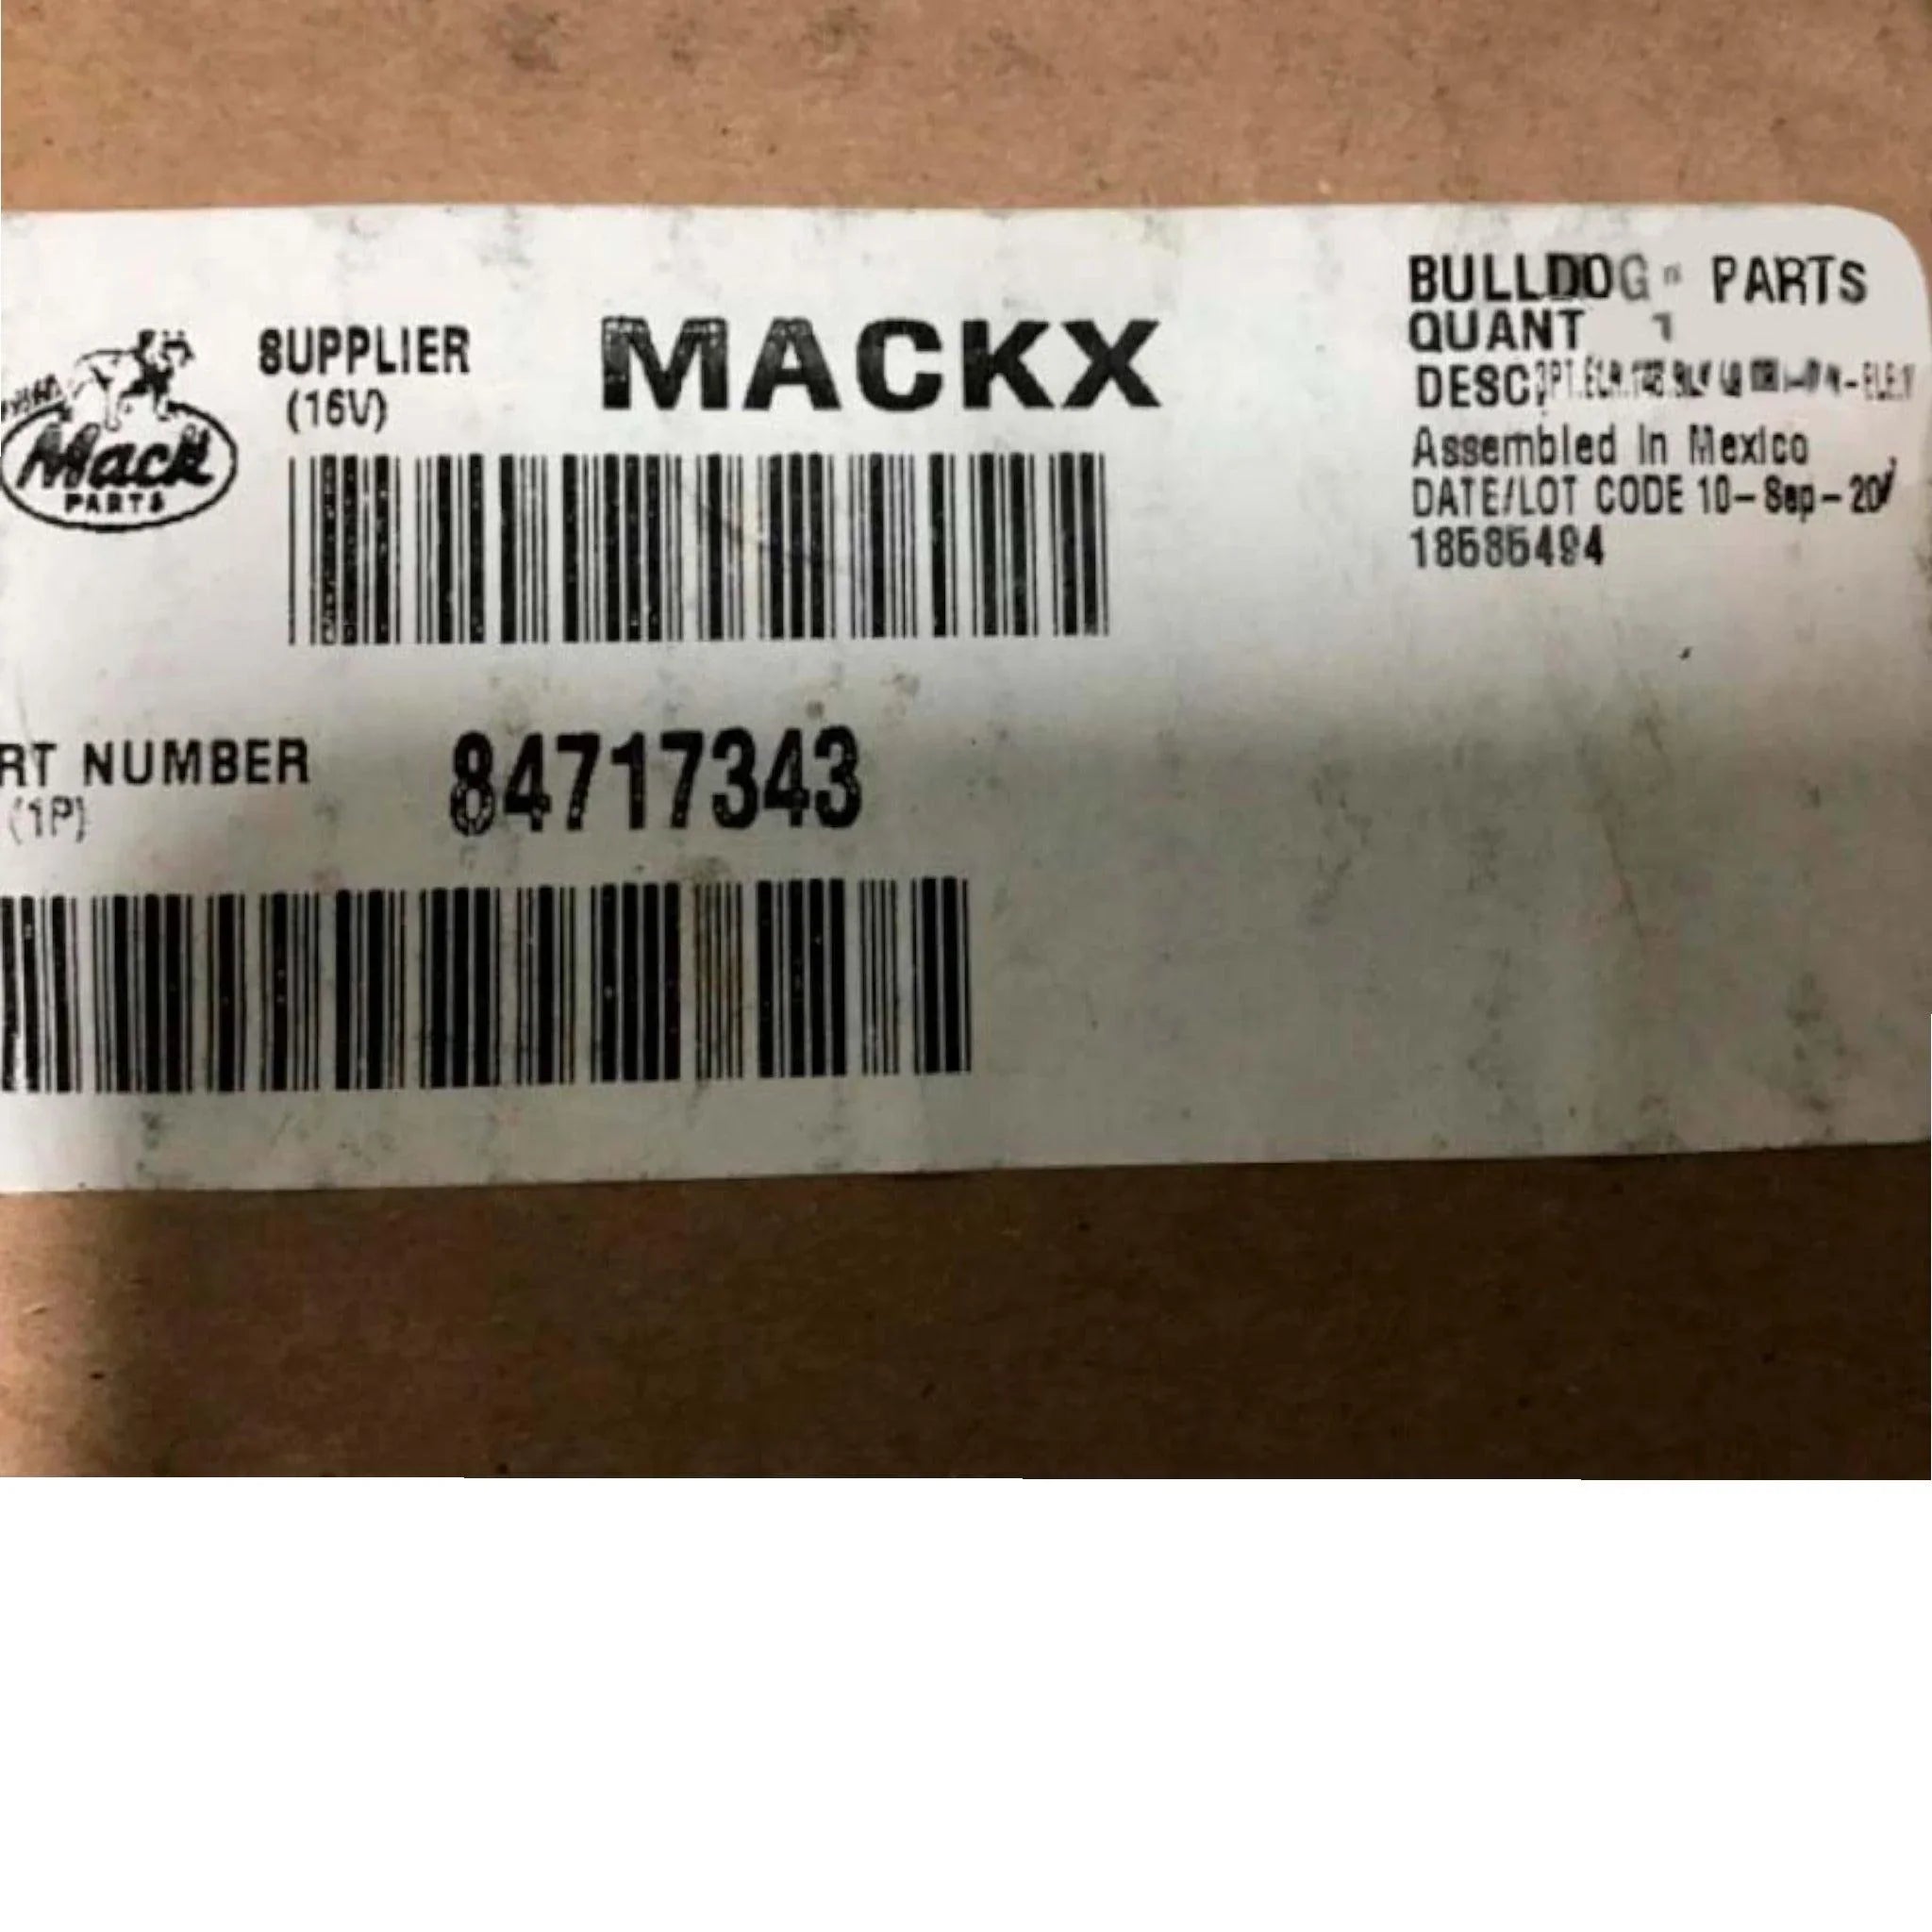 Mack
PARTS
SUPPLIER
(16V)
MACKX
BULLDOG PARTS
QUANT 1
DESC
Assembled In Mexico
DATE/LOT CODE 10-Sep-20
18585494
RT NUMBER
(1P)
84717343